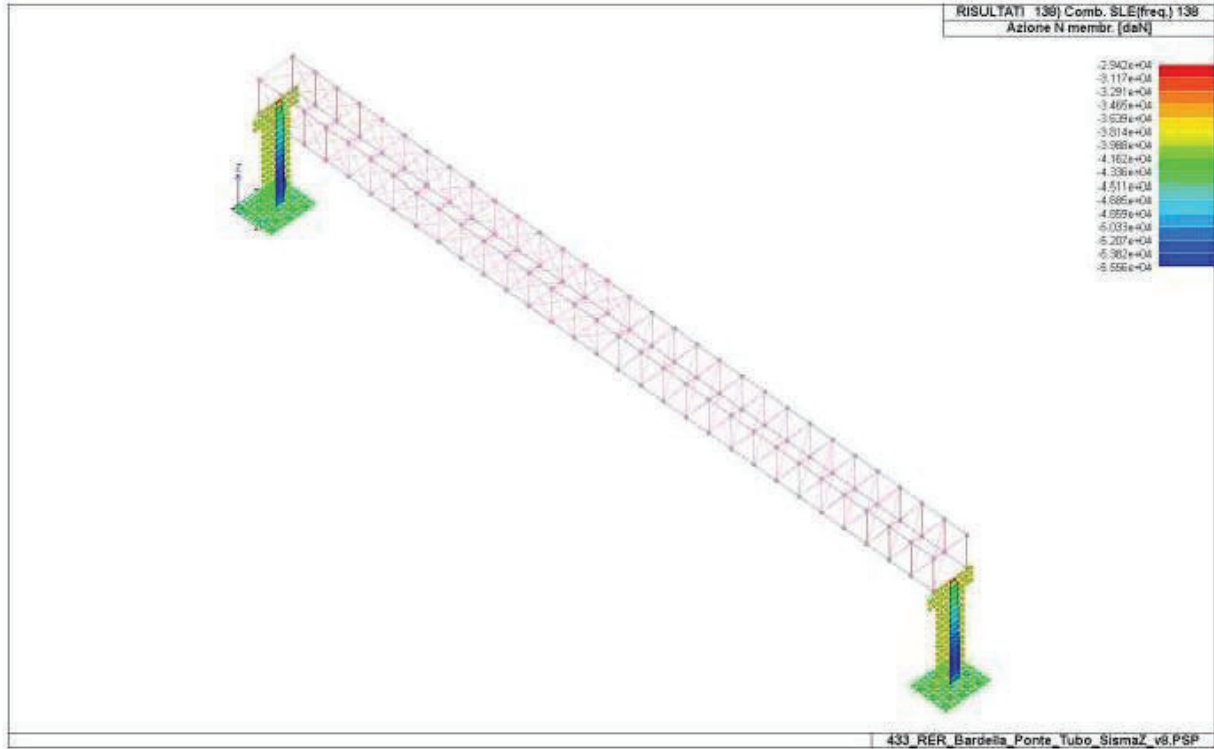 RISULTATI 138) Comb. SLE(freq.) 138
Azione N membr. [daN]
-2.942e+04
-3.117e+04
-3.291e+04
-3.465e+04
-3.639e+04
-3.814e+04
-3.988e+04
-4.162e+04
-4.336e+04
-4.511e+04
-4.685e+04
-4.859e+04
-5.033e+04
-5.207e+04
-5.382e+04
-5.556e+04
433_RER_Bardella_Ponte_Tubo_SismaZ_v8.PSP